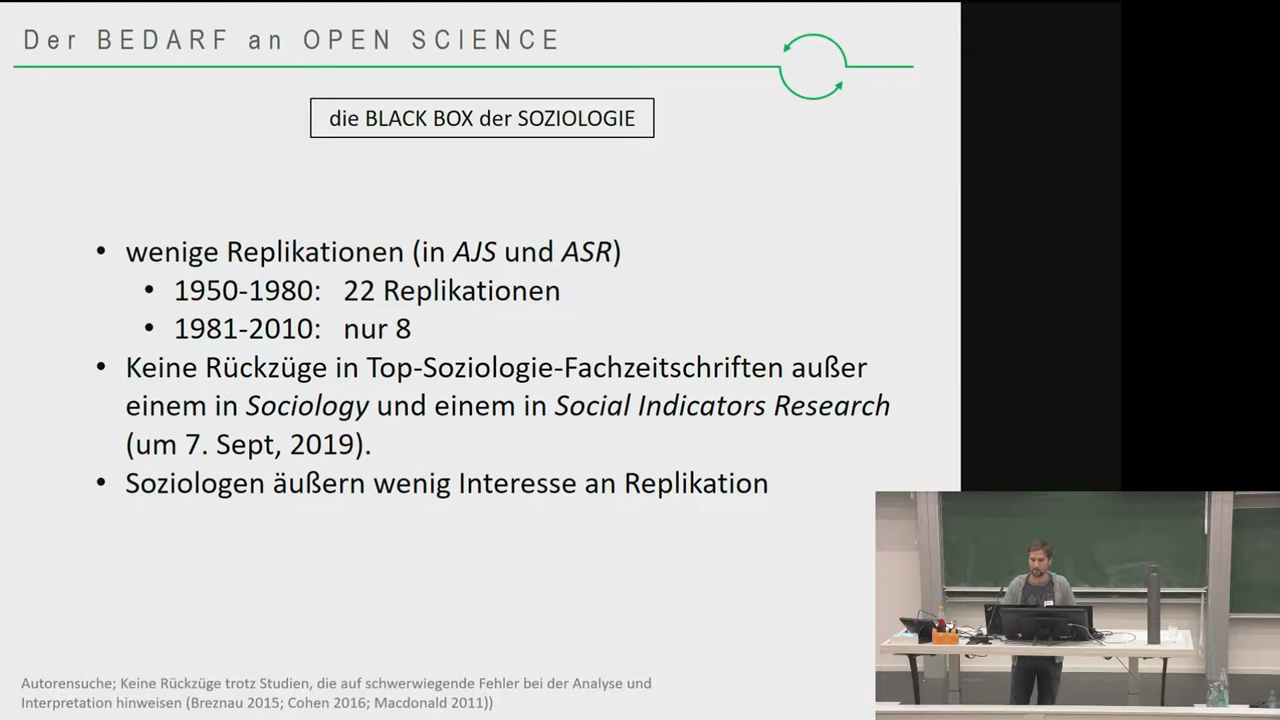 Der BEDARF an OPEN SCIENCE
die BLACK BOX der SOZIOLOGIE
• wenige Replikationen (in AJS und ASR)
• 1950-1980: 22 Replikationen
• 1981-2010: nur 8
• Keine Rückzüge in Top-Soziologie-Fachzeitschriften außer
einem in Sociology und einem in Social Indicators Research
(um 7. Sept, 2019).
• Soziologen äußern wenig Interesse an Replikation
Autorensuche; Keine Rückzüge trotz Studien, die auf schwerwiegende Fehler bei der Analyse und
Interpretation hinweisen (Breznau 2015; Cohen 2016; Macdonald 2011))